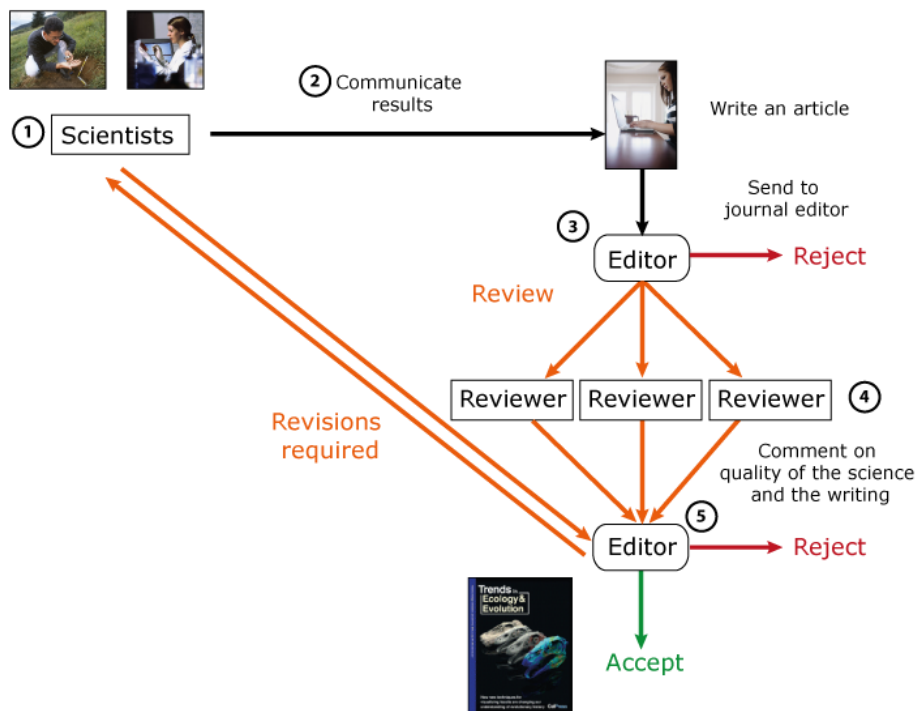 2 Communicate
results
Write an article
1 Scientists
Send to
journal editor
3
Editor
Reject
Review
Reviewer
Reviewer
Reviewer
4
Revisions
required
Comment on
quality of the science
and the writing
5
Editor
Reject
Trends in
Ecology &
Evolution
Accept
CellPress